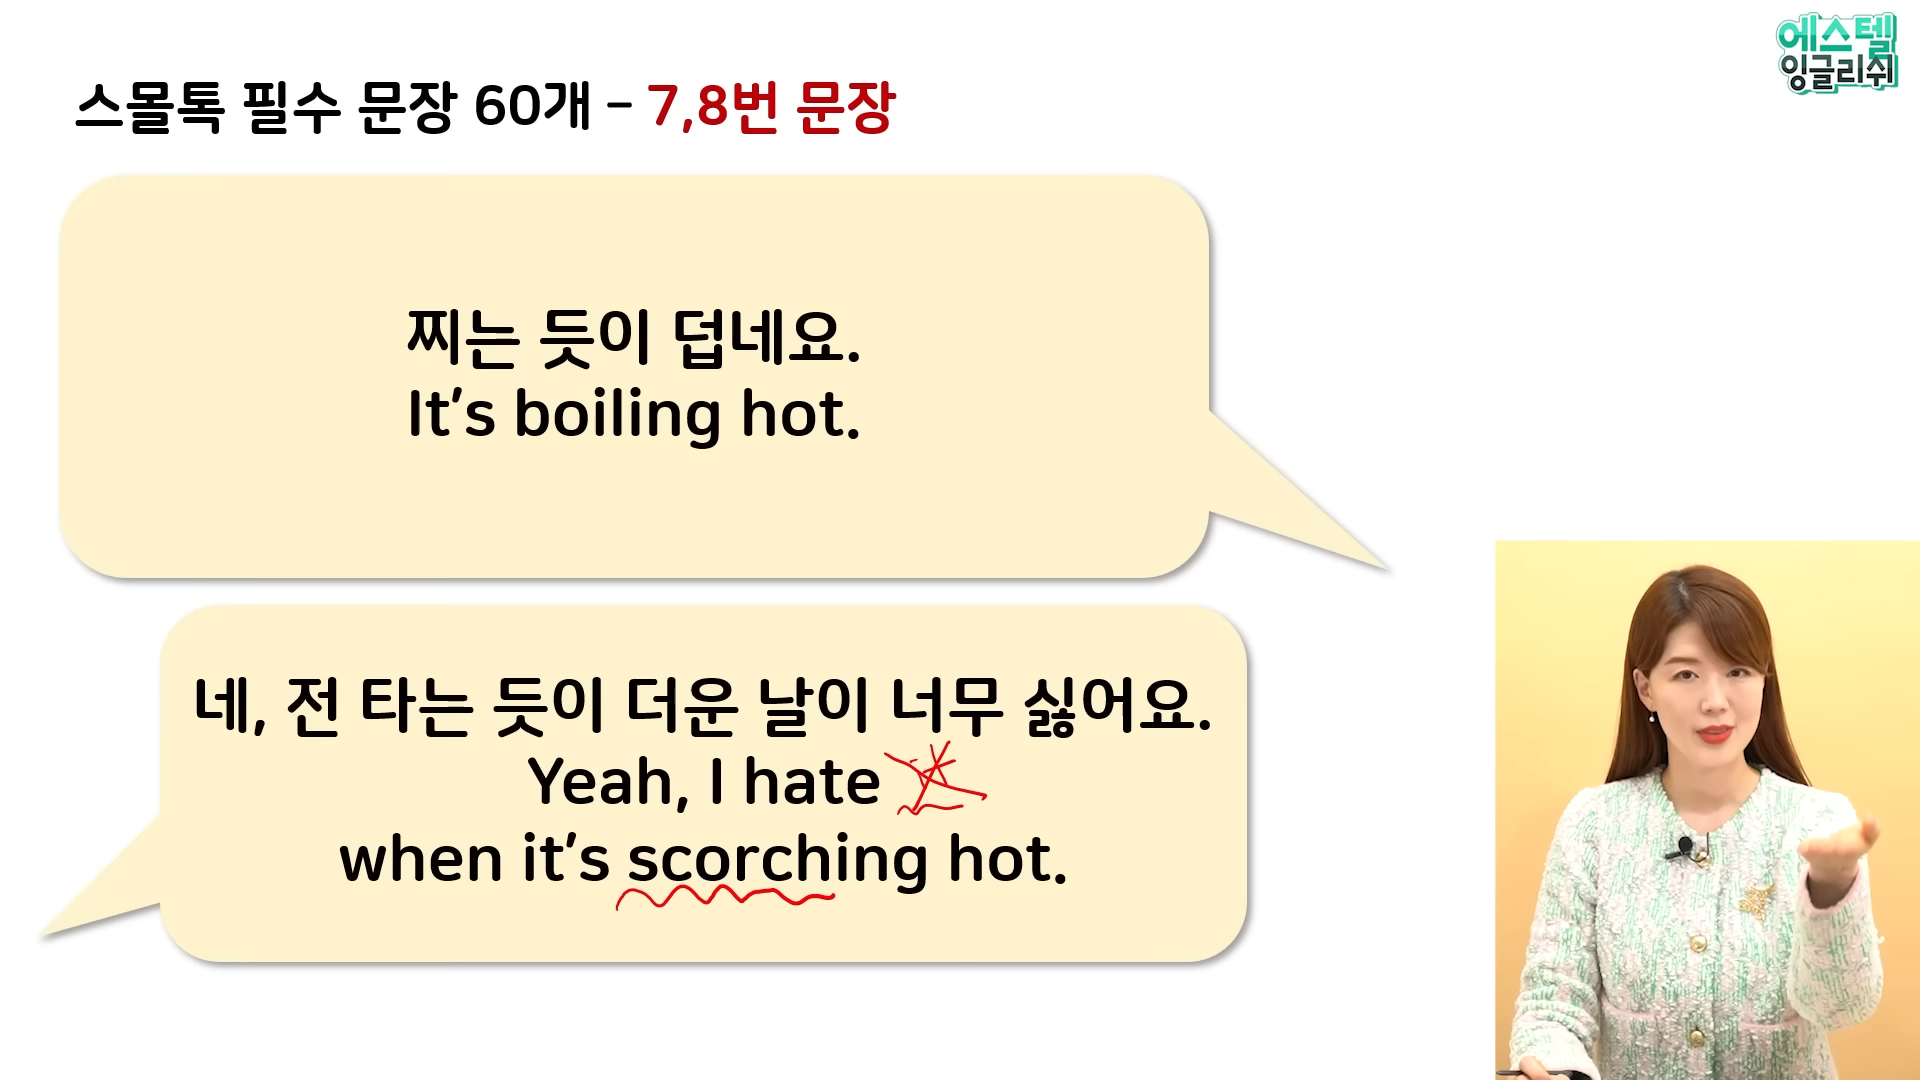 에스텔
잉글리쉬
스몰톡 필수 문장 60개 – 7,8번 문장
찌는 듯이 덥네요.
It's boiling hot.
네, 전 타는 듯이 더운 날이 너무 싫어요.
Yeah, I hate
when it's scorching hot.